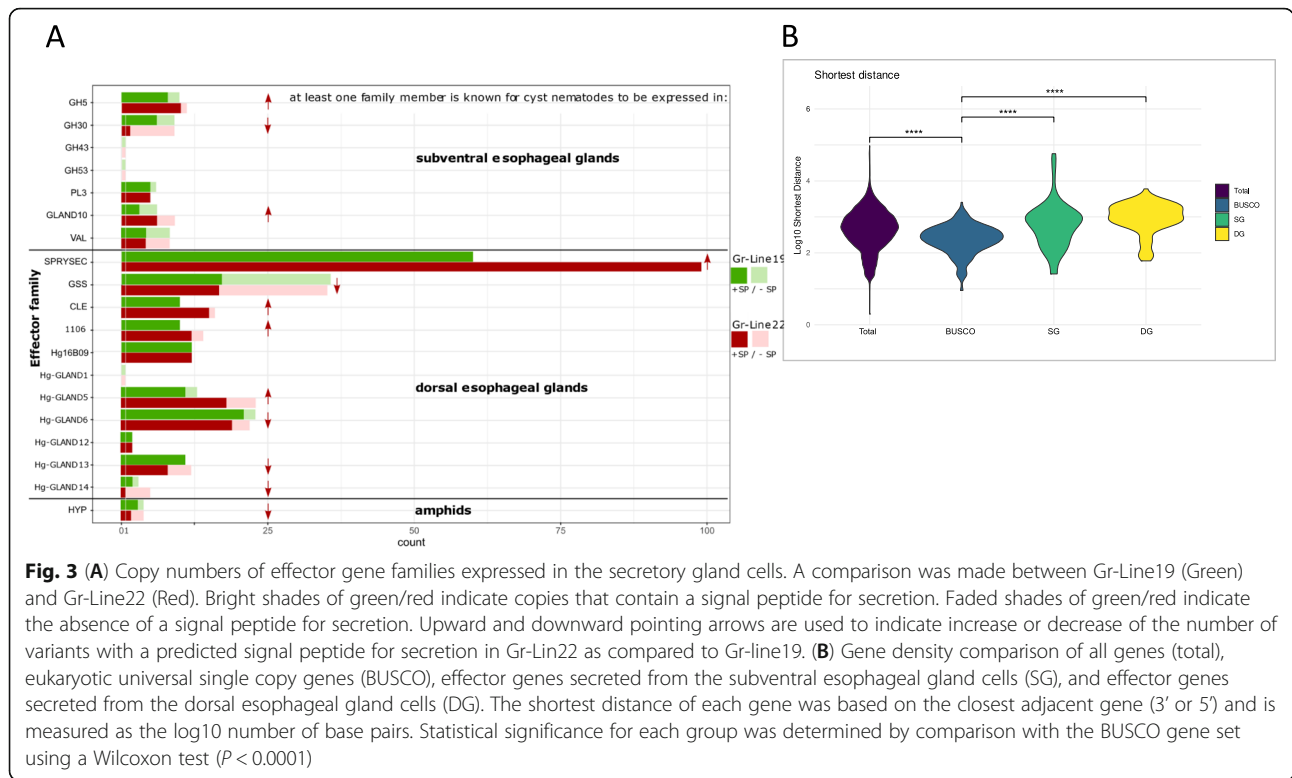 A
Effector family
GH5
GH30
GH43
GH53
PL3
GLAND10
VAL
SPRYSEC
GSS
CLE
1106
Hg16B09
Hg-GLAND1
Hg-GLAND5
Hg-GLAND6
Hg-GLAND12
Hg-GLAND13
Hg-GLAND14
HYP
at least one family member is known for cyst nematodes to be expressed in:
subventral esophageal glands
dorsal esophageal glands
amphids
01
25
50
75
100
count
Gr-Line19
+SP / - SP
Gr-Line22
+SP / - SP
B
Shortest distance
Log10 Shortest Distance
6
4
2
0
****
****
****
Total
BUSCO
SG
DG
Total
BUSCO
SG
DG
Fig. 3 (A) Copy numbers of effector gene families expressed in the secretory gland cells. A comparison was made between Gr-Line19 (Green)
and Gr-Line22 (Red). Bright shades of green/red indicate copies that contain a signal peptide for secretion. Faded shades of green/red indicate
the absence of a signal peptide for secretion. Upward and downward pointing arrows are used to indicate increase or decrease of the number of
variants with a predicted signal peptide for secretion in Gr-Lin22 as compared to Gr-line19. (B) Gene density comparison of all genes (total),
eukaryotic universal single copy genes (BUSCO), effector genes secreted from the subventral esophageal gland cells (SG), and effector genes
secreted from the dorsal esophageal gland cells (DG). The shortest distance of each gene was based on the closest adjacent gene (3′ or 5′) and is
measured as the log10 number of base pairs. Statistical significance for each group was determined by comparison with the BUSCO gene set
using a Wilcoxon test (P < 0.0001)